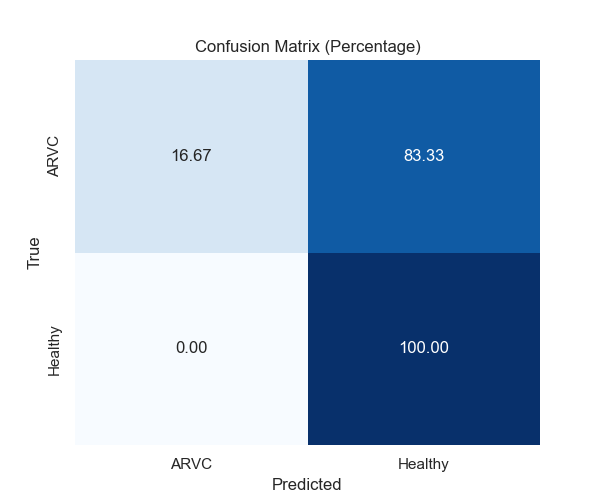 Confusion Matrix (Percentage)
True
ARVC
16.67
83.33
Healthy
0.00
100.00
ARVC
Healthy
Predicted